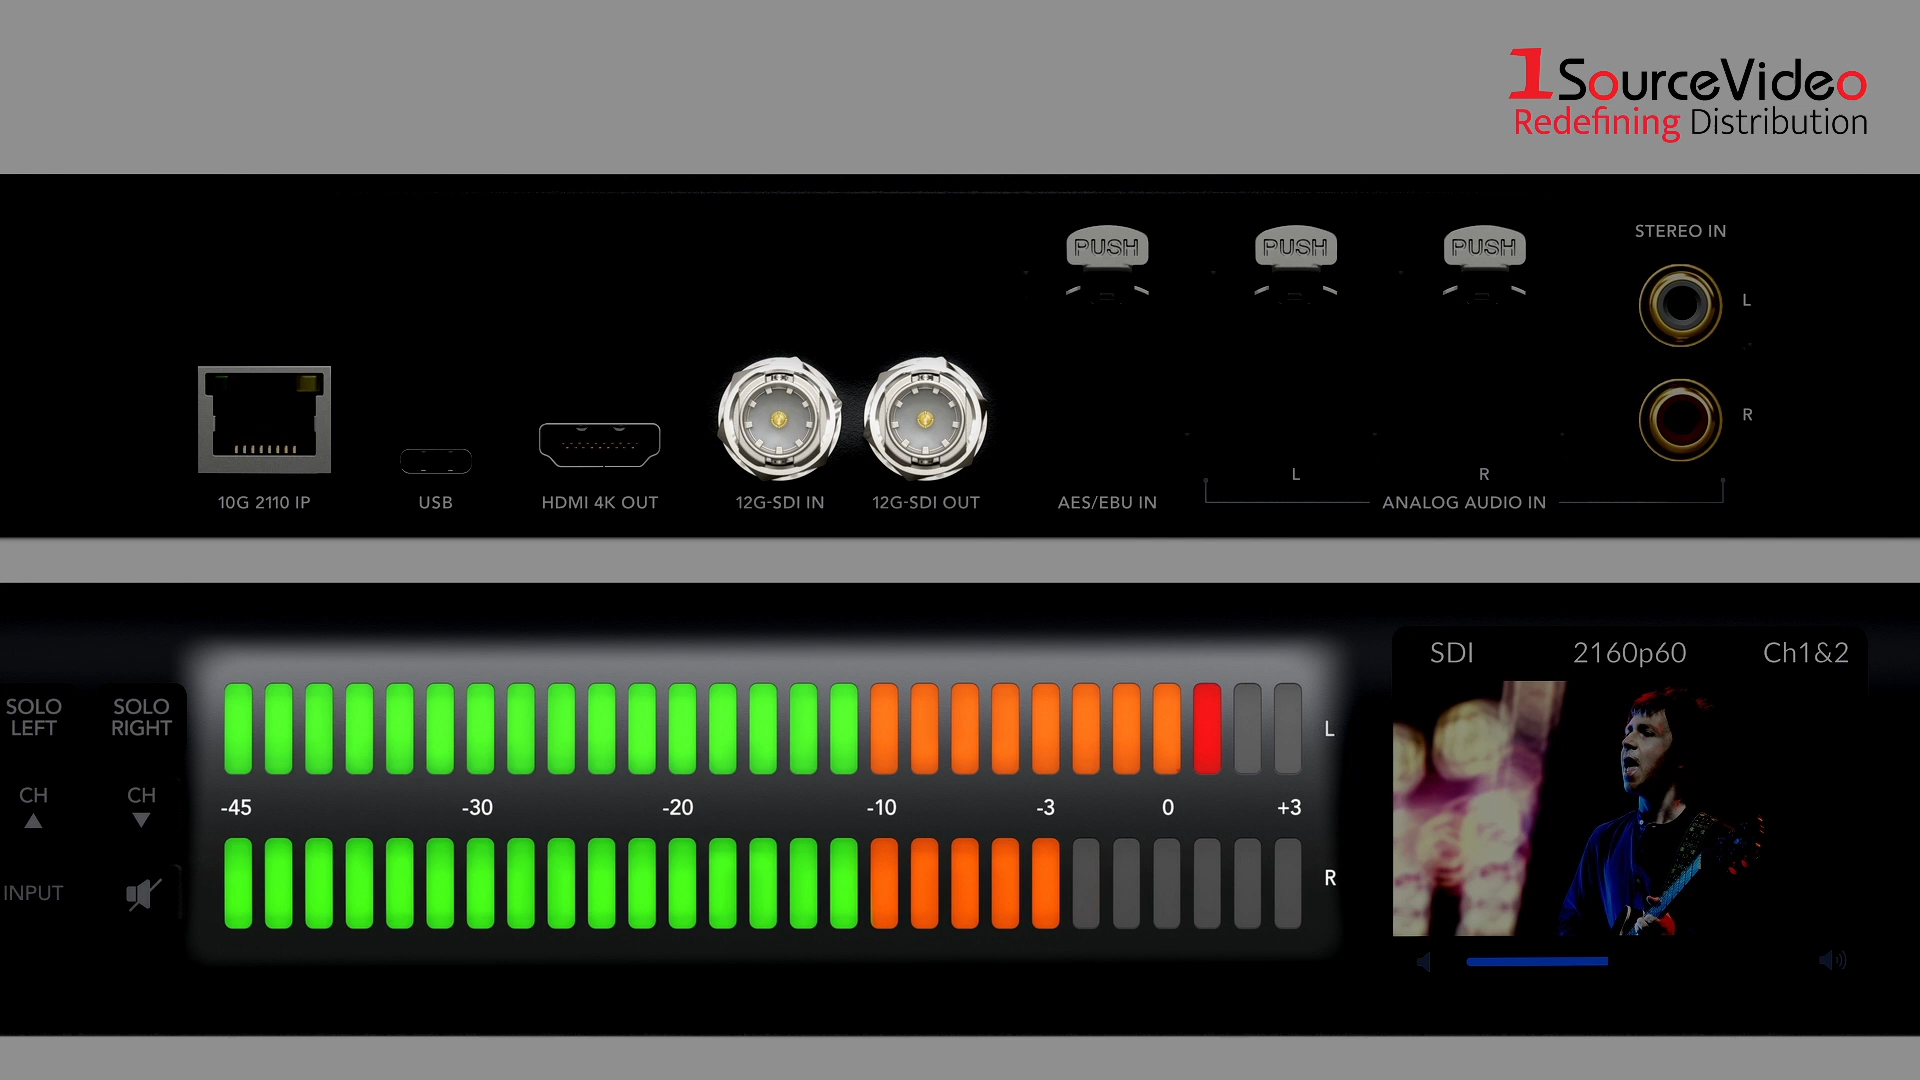 1SourceVideo
Redefining Distribution
PUSH
PUSH
PUSH
STEREO IN
L
R
L
R
10G 2110 IP
USB
HDMI 4K OUT
12G-SDI IN
12G-SDI OUT
AES/EBU IN
ANALOG AUDIO IN
SDI
2160p60
Ch1&2
SOLO
LEFT
SOLO
RIGHT
L
CH
CH
-45
-30
-20
-10
-3
0
+3
INPUT
R